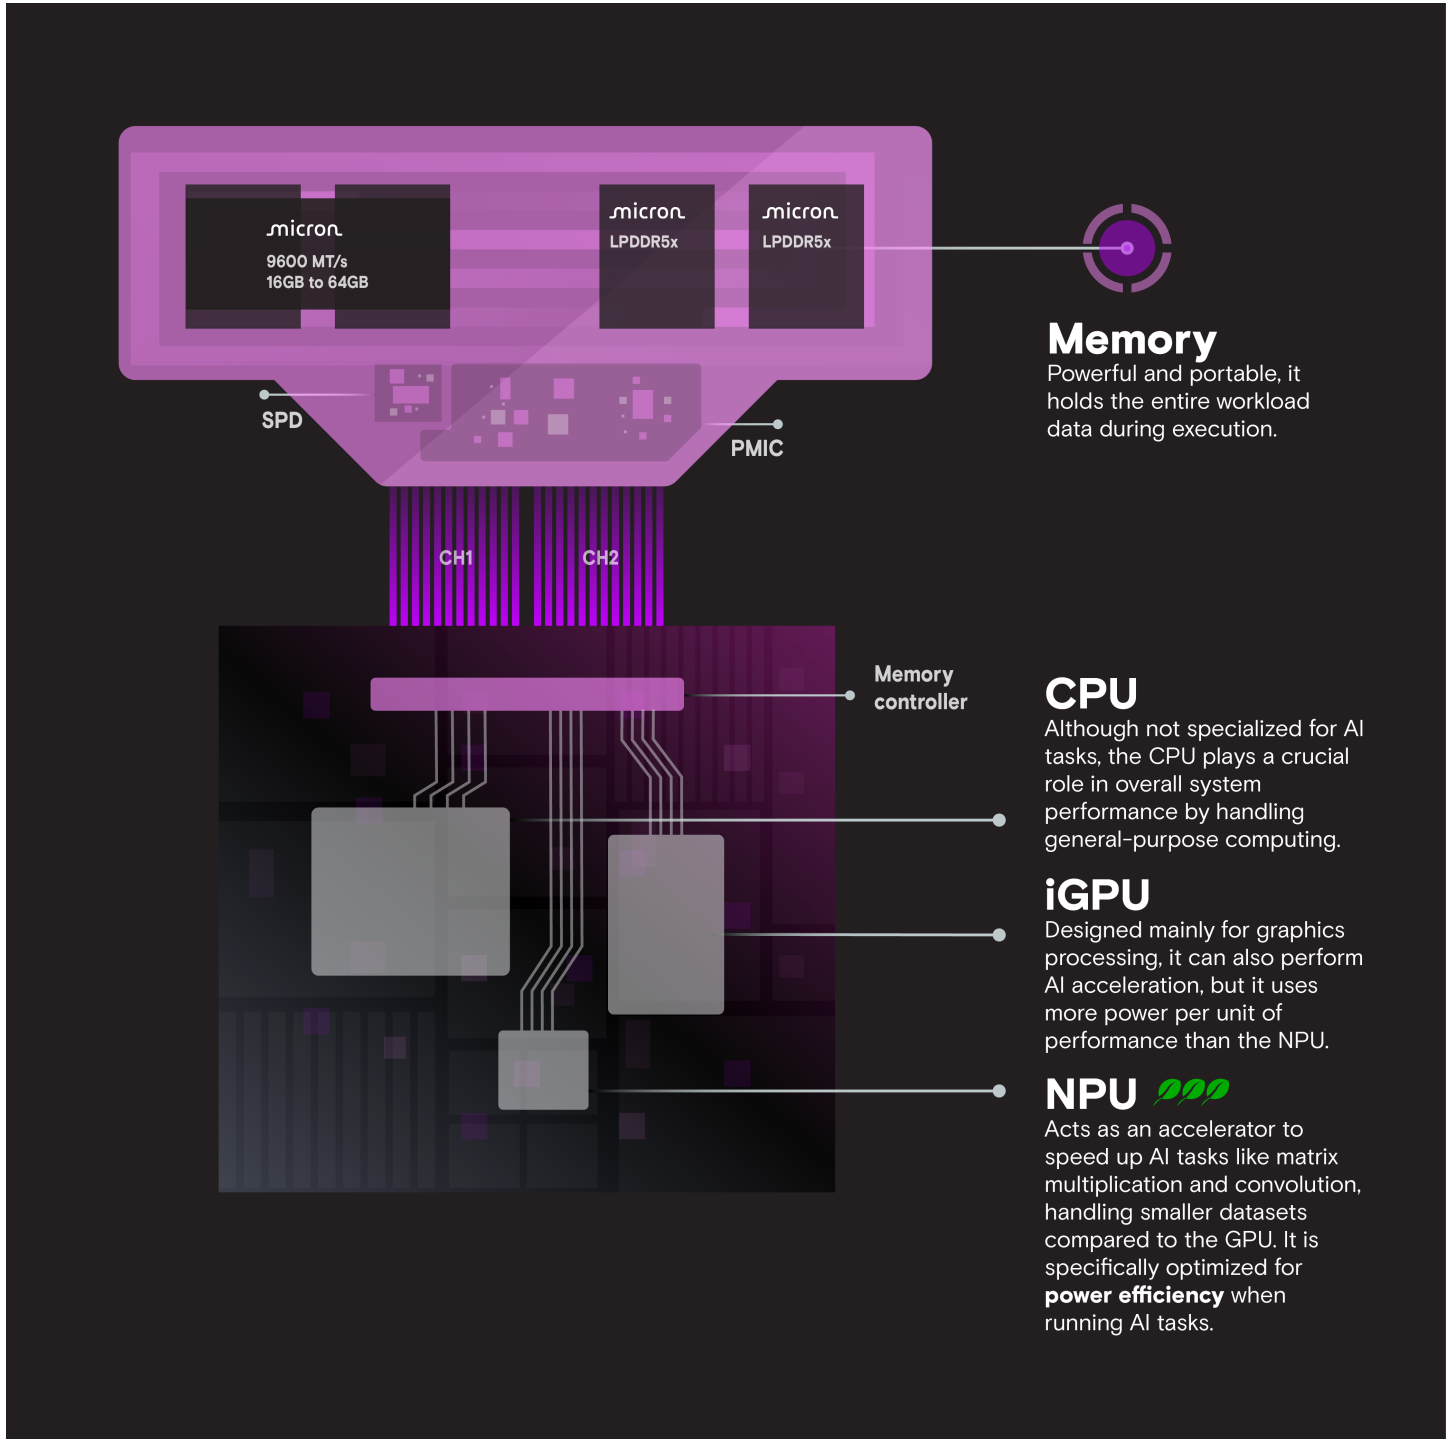 micron
9600 MT/s
16GB to 64GB
micron
LPDDR5x
micron
LPDDR5x
Memory
Powerful and portable, it
holds the entire workload
data during execution.
SPD
PMIC
CH1
CH2
Memory
controller
CPU
Although not specialized for AI
tasks, the CPU plays a crucial
role in overall system
performance by handling
general-purpose computing.
iGPU
Designed mainly for graphics
processing, it can also perform
AI acceleration, but it uses
more power per unit of
performance than the NPU.
NPU
Acts as an accelerator to
speed up AI tasks like matrix
multiplication and convolution,
handling smaller datasets
compared to the GPU. It is
specifically optimized for
power efficiency when
running AI tasks.